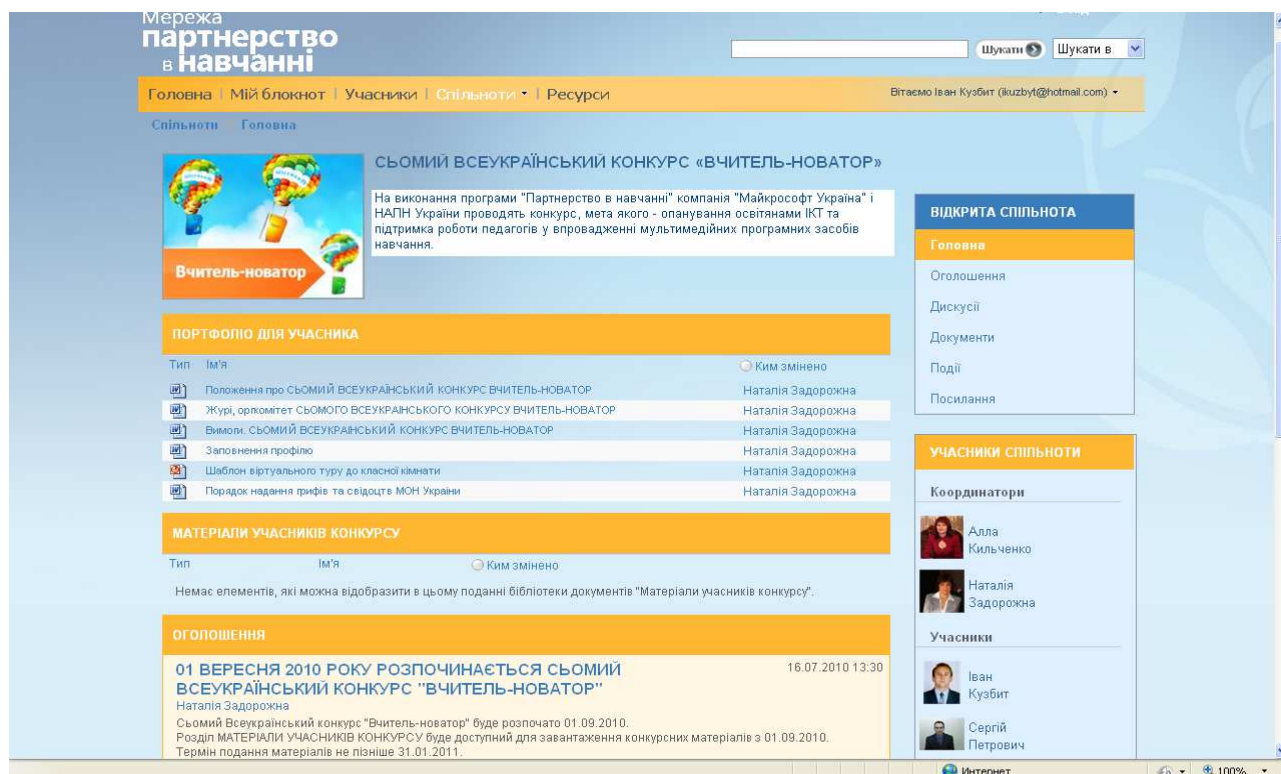 Мережа
партнерство
в навчанні
Шукати
Шукати в
Головна | Мій блокнот | Учасники | Спільноти | Ресурси
Вітаємо Іван Кузбит (ikuzbyt@hotmail.com)
Спільноти Головна
СЬОМИЙ ВСЕУКРАЇНСЬКИЙ КОНКУРС «ВЧИТЕЛЬ-НОВАТОР»
Вчитель-новатор
На виконання програми "Партнерство в навчанні" компанія "Майкрософт Україна" і
НАПН України проводять конкурс, мета якого - опанування освітянами ІКТ та
підтримка роботи педагогів у впровадженні мультимедійних програмних засобів
навчання.
ПОРТФОЛІО ДЛЯ УЧАСНИКА
Тип Ім'я Ким змінено
Положення про СЬОМИЙ ВСЕУКРАЇНСЬКИЙ КОНКУРС ВЧИТЕЛЬ-НОВАТОР Наталія Задорожна
Журі, оркомітет СЬОМОГО ВСЕУКРАЇНСЬКОГО КОНКУРСУ ВЧИТЕЛЬ-НОВАТОР Наталія Задорожна
Вимоги. СЬОМИЙ ВСЕУКРАЇНСЬКИЙ КОНКУРС ВЧИТЕЛЬ-НОВАТОР Наталія Задорожна
Заповнення профілю Наталія Задорожна
Шаблон віртуального туру до класної кімнати Наталія Задорожна
Порядок надання грифів та свідоцтв МОН України Наталія Задорожна
МАТЕРІАЛИ УЧАСНИКІВ КОНКУРСУ
Тип Ім'я Ким змінено
Немає елементів, які можна відобразити в цьому поданні бібліотеки документів "Матеріали учасників конкурсу".
ОГОЛОШЕННЯ
01 ВЕРЕСНЯ 2010 РОКУ РОЗПОЧИНАЄТЬСЯ СЬОМИЙ
ВСЕУКРАЇНСЬКИЙ КОНКУРС "ВЧИТЕЛЬ-НОВАТОР"
16.07.2010 13:30
Наталія Задорожна
Сьомий Всеукраїнський конкурс "Вчитель-новатор" буде розпочато 01.09.2010.
Розділ МАТЕРІАЛИ УЧАСНИКІВ КОНКУРСУ буде доступний для завантаження конкурсних матеріалів з 01.09.2010.
Термін подання матеріалів не пізніше 31.01.2011.
ВІДКРИТА СПІЛЬНОТА
Головна
Оголошення
Дискусії
Документи
Події
Посилання
УЧАСНИКИ СПІЛЬНОТИ
Координатори
Алла
Кильченко
Наталія
Задорожна
Учасники
Іван
Кузбит
Сергій
Петрович
Интернет
100%